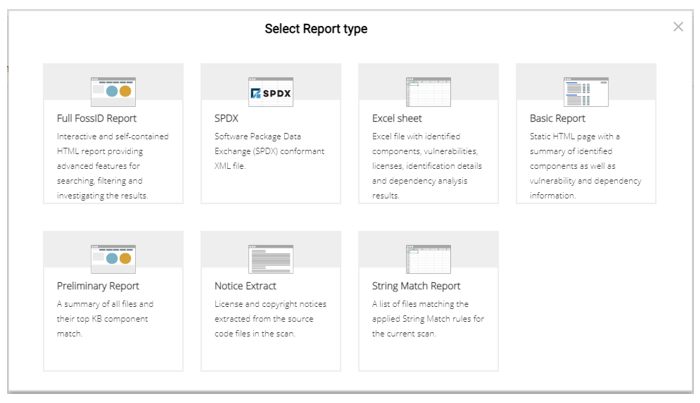 Select Report type
SPDX
Full FossID Report
Interactive and self-contained
HTML report providing
advanced features for
searching, filtering and
investigating the results.
SPDX
Software Package Data
Exchange (SPDX) conformant
XML file.
Excel sheet
Excel file with identified
components, vulnerabilities,
licenses, identification details
and dependency analysis
results.
Basic Report
Static HTML page with a
summary of identified
components as well as
vulnerability and dependency
information.
Preliminary Report
A summary of all files and
their top KB component
match.
Notice Extract
License and copyright notices
extracted from the source
code files in the scan.
String Match Report
A list of files matching the
applied String Match rules for
the current scan.